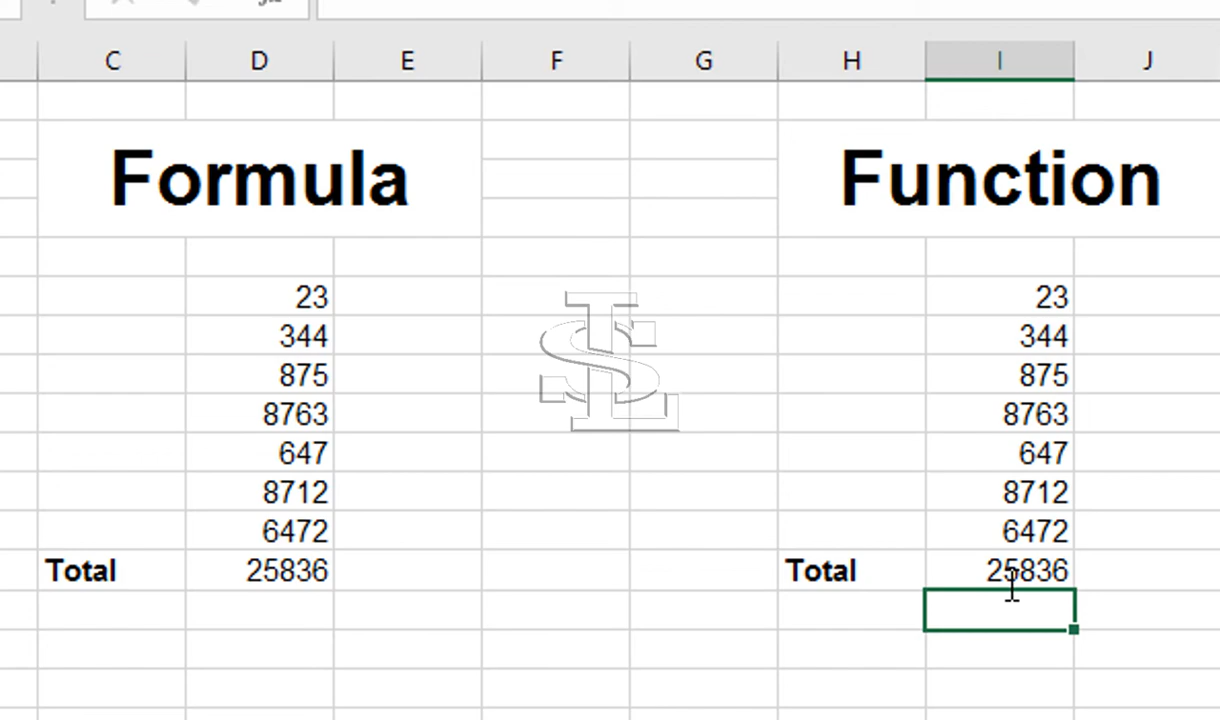 C D E F G H I J
Formula Function
23 23
344 344
875 875
8763 8763
647 647
8712 8712
6472 6472
Total 25836 Total 25836